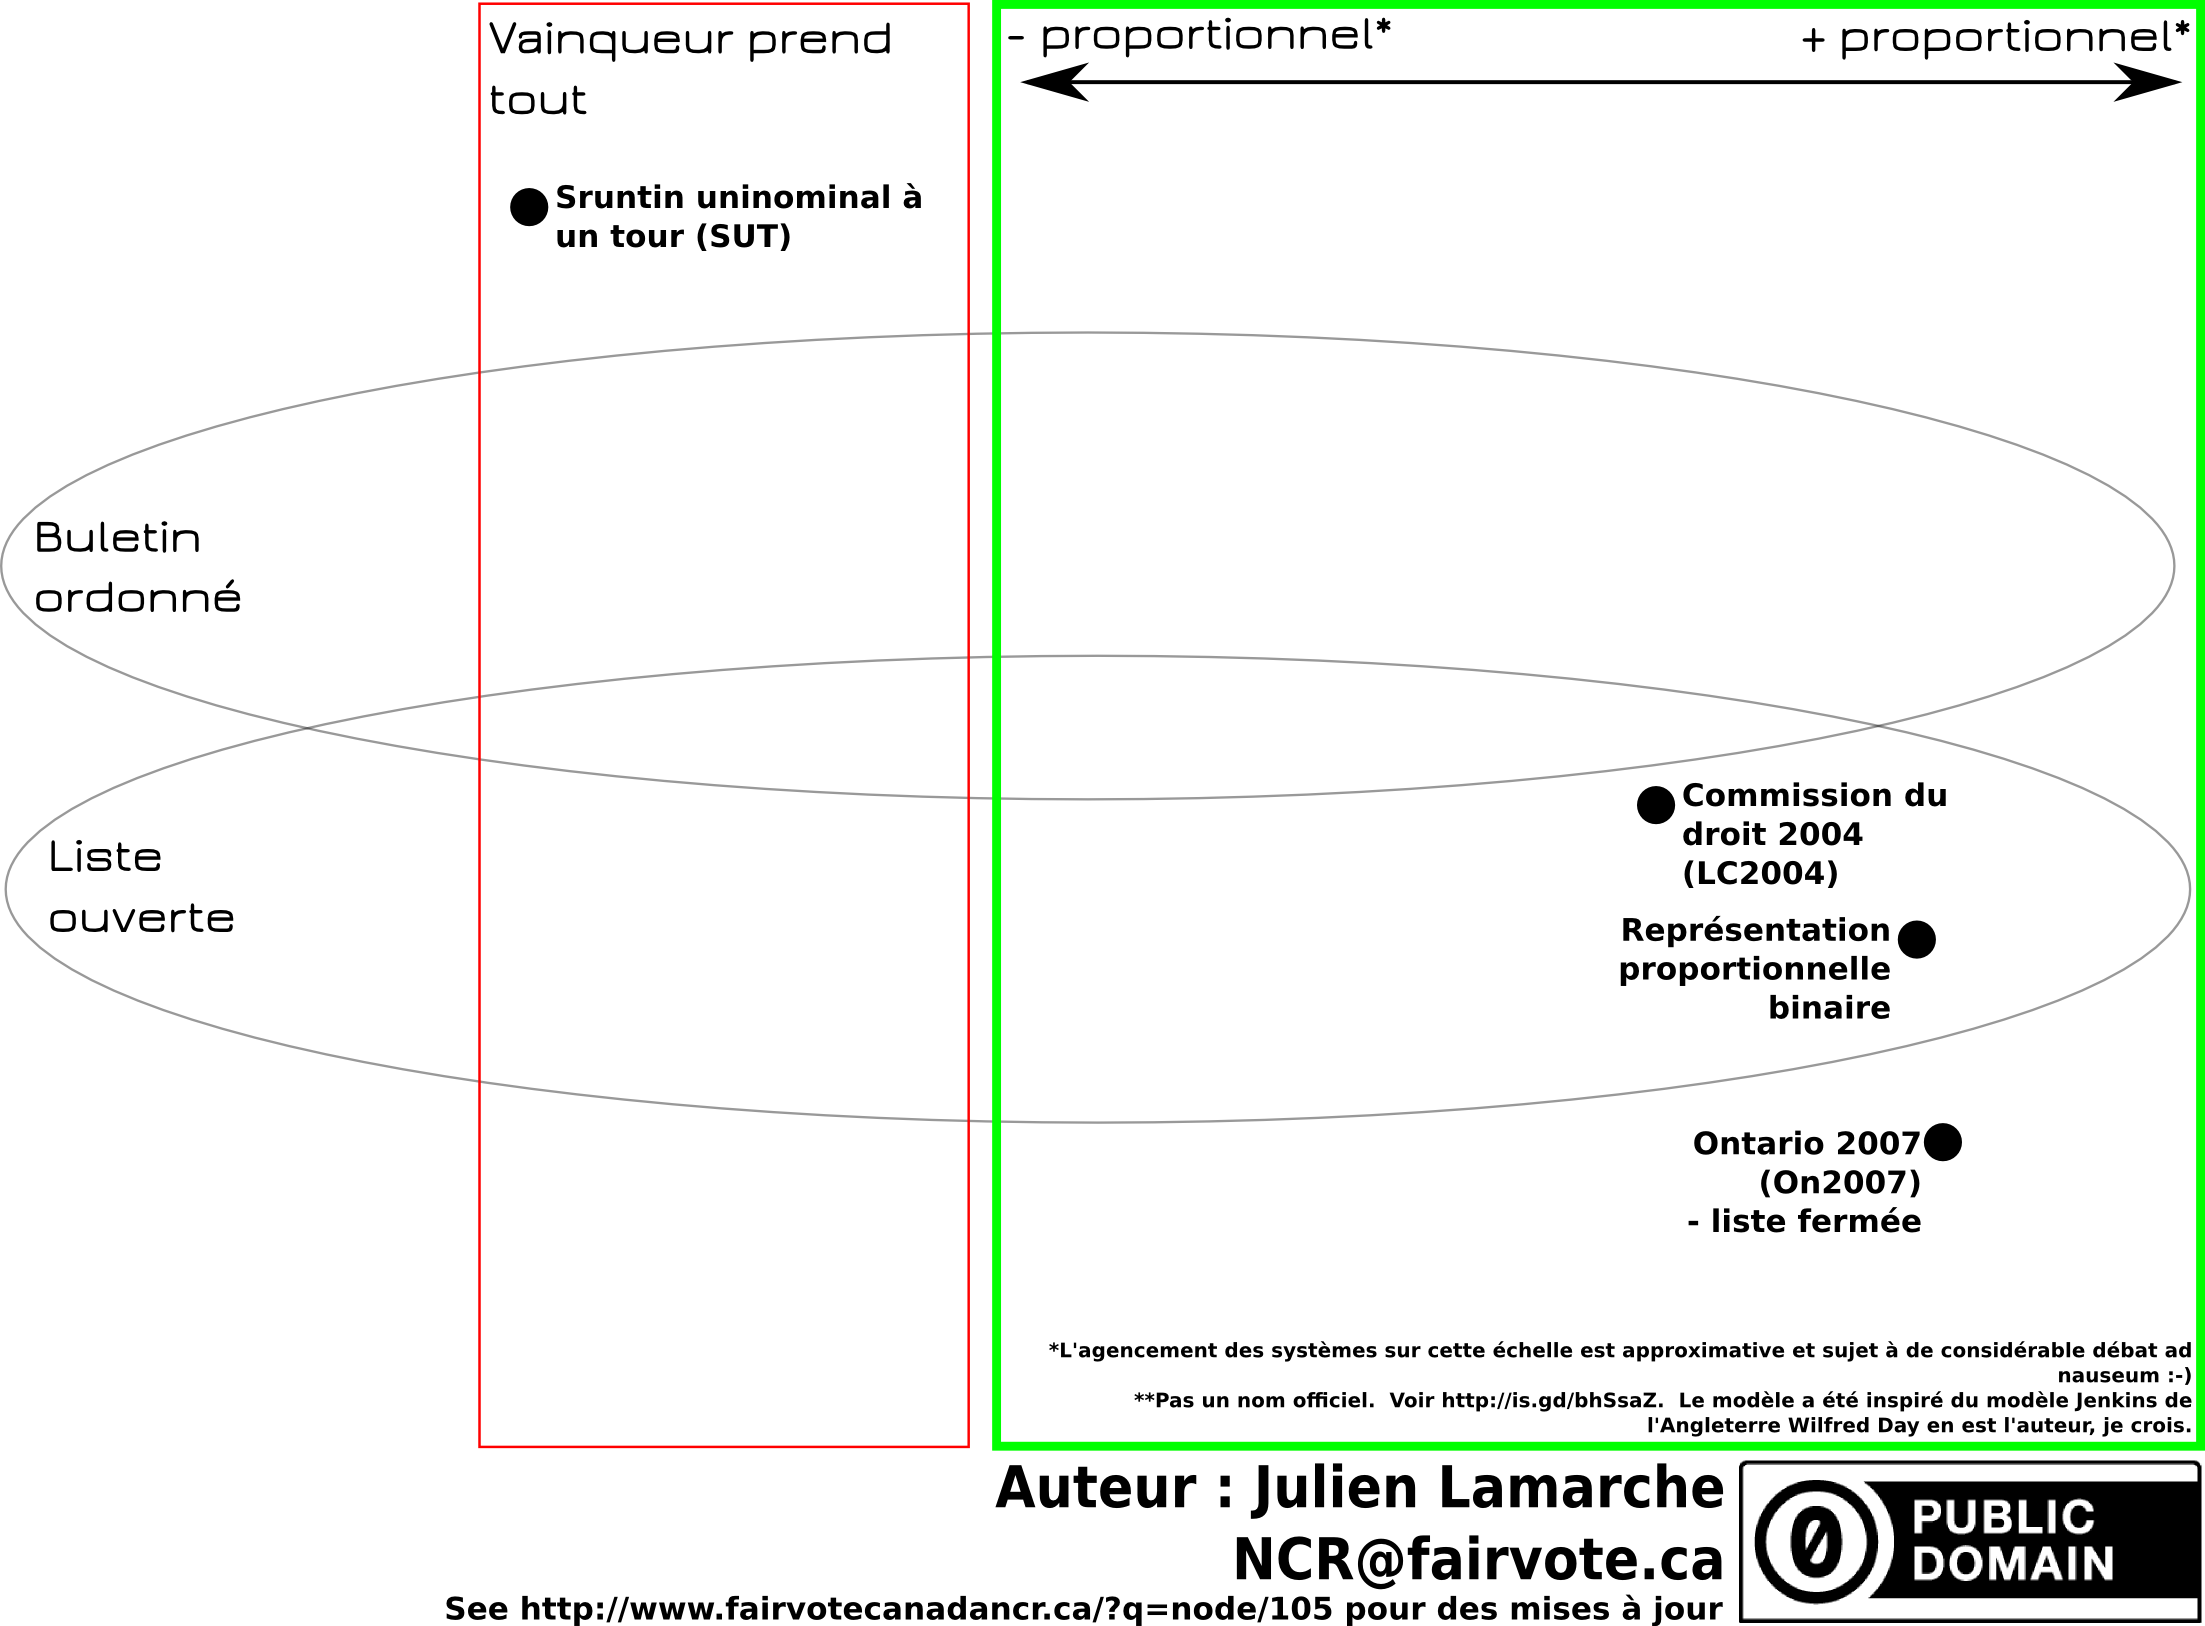 Vainqueur prend
tout
- proportionnel*
+ proportionnel*
Sruntin uninominal à
un tour (SUT)
Buletin
ordonné
Liste
ouverte
Commission du
droit 2004
(LC2004)
Représentation
proportionnelle
binaire
Ontario 2007
(On2007)
- liste fermée
*L'agencement des systèmes sur cette échelle est approximative et sujet à de considérable débat ad
nauseum :-)
**Pas un nom officiel.  Voir http://is.gd/bhSsaZ.  Le modèle a été inspiré du modèle Jenkins de
l'Angleterre Wilfred Day en est l'auteur, je crois.
Auteur : Julien Lamarche
NCR@fairvote.ca
See http://www.fairvotecanadancr.ca/?q=node/105 pour des mises à jour
0
PUBLIC
DOMAIN